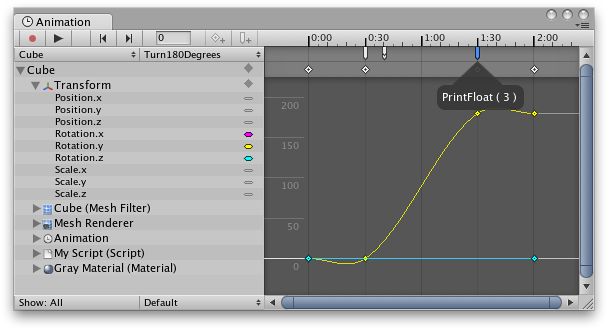 Animation
0 0:00 0:30 1:00 1:30 2:00
Cube Turn180Degrees
Cube
Transform
Position.x
Position.y
Position.z
Rotation.x
Rotation.y
Rotation.z
Scale.x
Scale.y
Scale.z
Cube (Mesh Filter)
Mesh Renderer
Animation
My Script (Script)
Gray Material (Material)
PrintFloat ( 3 )
200
150
100
50
0
Show: All Default